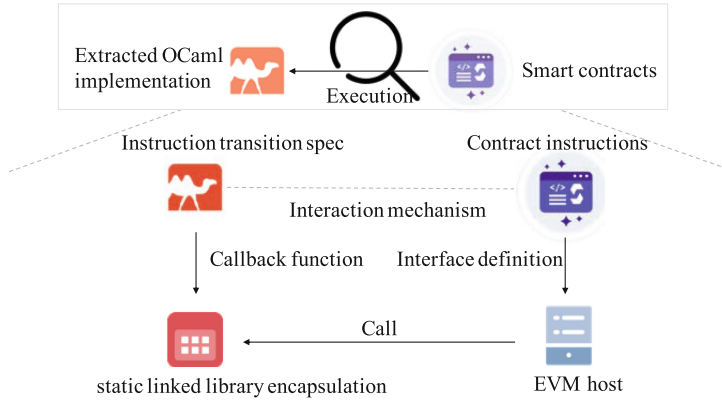 Extracted OCaml
implementation
Execution
Smart contracts
Instruction transition spec
Contract instructions
</>
</>
Interaction mechanism
Callback function
Interface definition
Call
static linked library encapsulation
EVM host